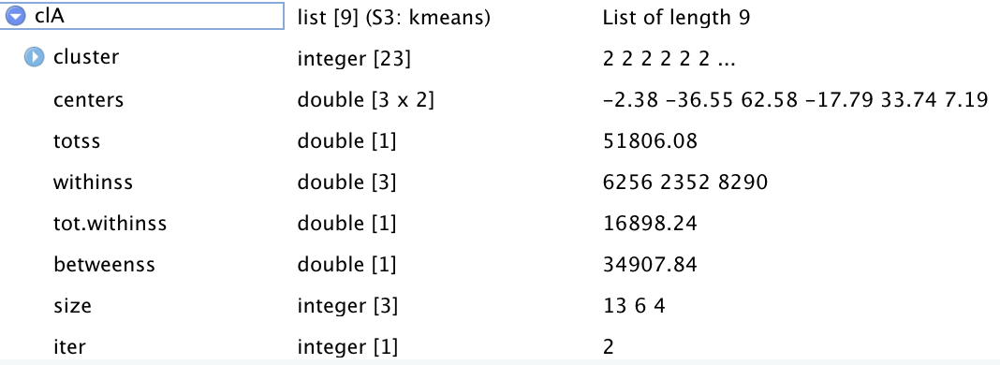 clA list [9] (S3: kmeans) List of length 9
cluster integer [23] 2 2 2 2 2 2 ...
centers double [3 x 2] -2.38 -36.55 62.58 -17.79 33.74 7.19
totss double [1] 51806.08
withinss double [3] 6256 2352 8290
tot.withinss double [1] 16898.24
betweenss double [1] 34907.84
size integer [3] 13 6 4
iter integer [1] 2